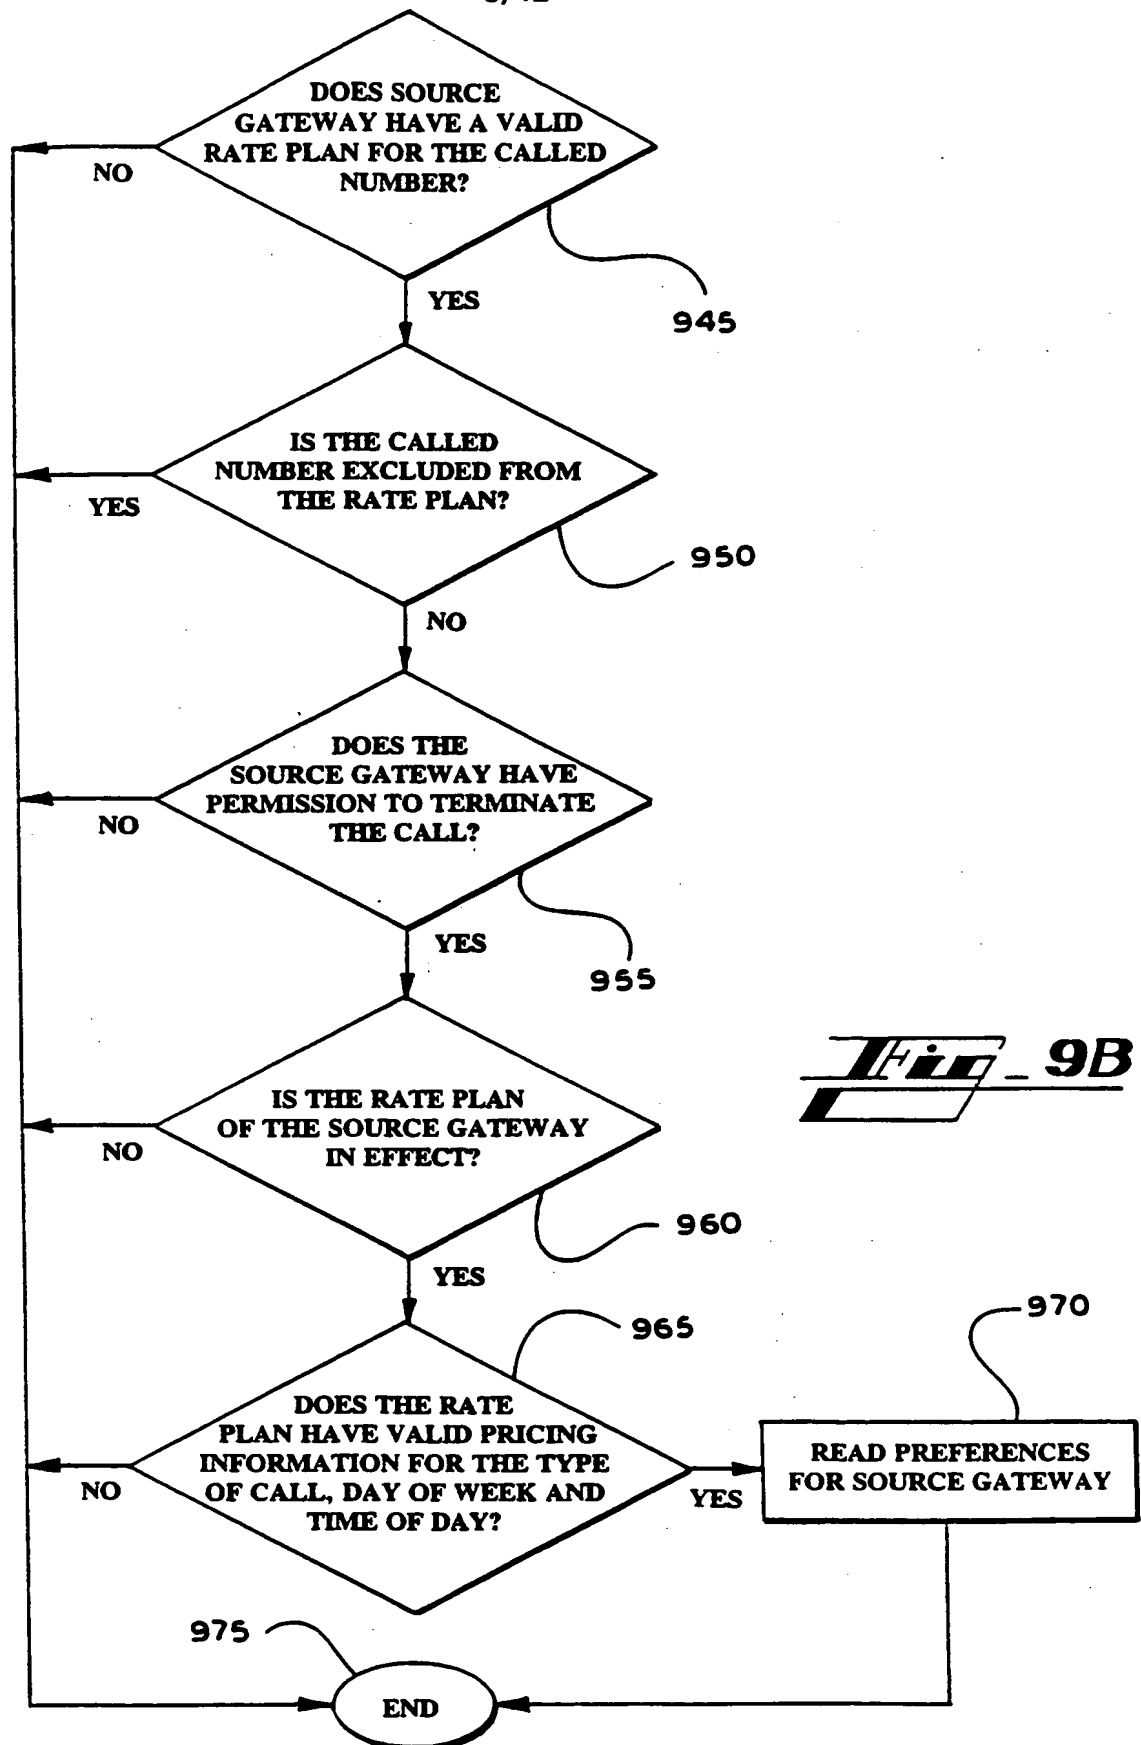 DOES SOURCE
GATEWAY HAVE A VALID
RATE PLAN FOR THE CALLED
NUMBER?
NO
YES
945
IS THE CALLED
NUMBER EXCLUDED FROM
THE RATE PLAN?
YES
950
NO
DOES THE
SOURCE GATEWAY HAVE
PERMISSION TO TERMINATE
THE CALL?
NO
YES
955
IS THE RATE PLAN
OF THE SOURCE GATEWAY
IN EFFECT?
NO
Fig_9B
960
YES
965
970
DOES THE RATE
PLAN HAVE VALID PRICING
INFORMATION FOR THE TYPE
OF CALL, DAY OF WEEK AND
TIME OF DAY?
NO
YES
READ PREFERENCES
FOR SOURCE GATEWAY
975
END